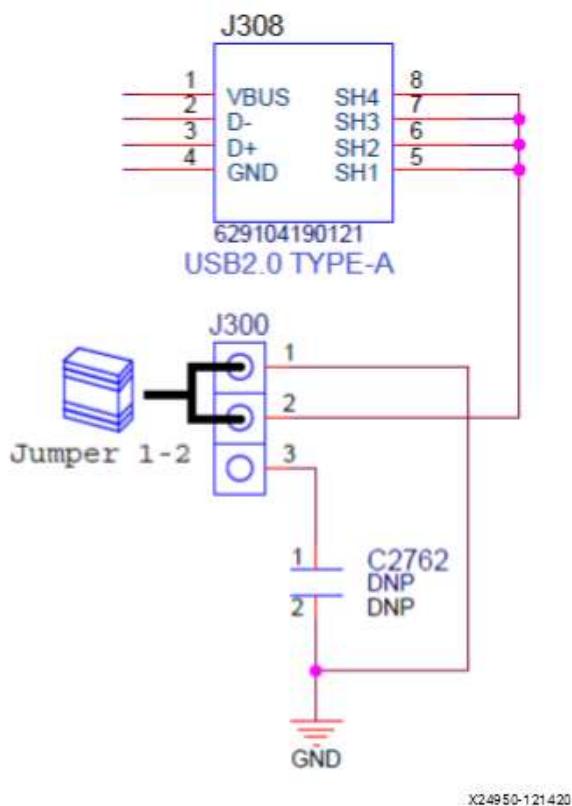 J308
1 VBUS SH4 8
2 D- SH3 7
3 D+ SH2 6
4 GND SH1 5
629104190121
USB2.0 TYPE-A
J300
1
2
Jumper 1-2
3
1 C2762
DNP
2 DNP
GND
X24950-121420